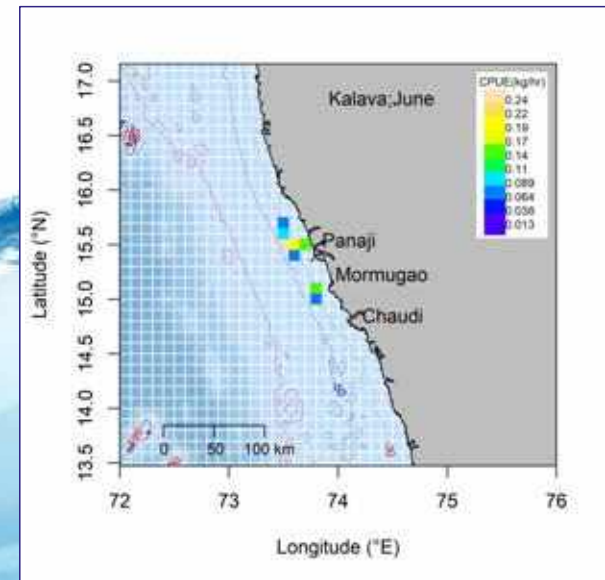 Kalava;June
CPUE(kg/hr)
0.24
0.22
0.19
0.17
0.14
0.11
0.089
0.064
0.038
0.013
Panaji
Mormugao
Chaudi
17.0
16.5
16.0
15.5
15.0
14.5
14.0
13.5
Latitude (°N)
0 50 100 km
72 73 74 75 76
Longitude (°E)